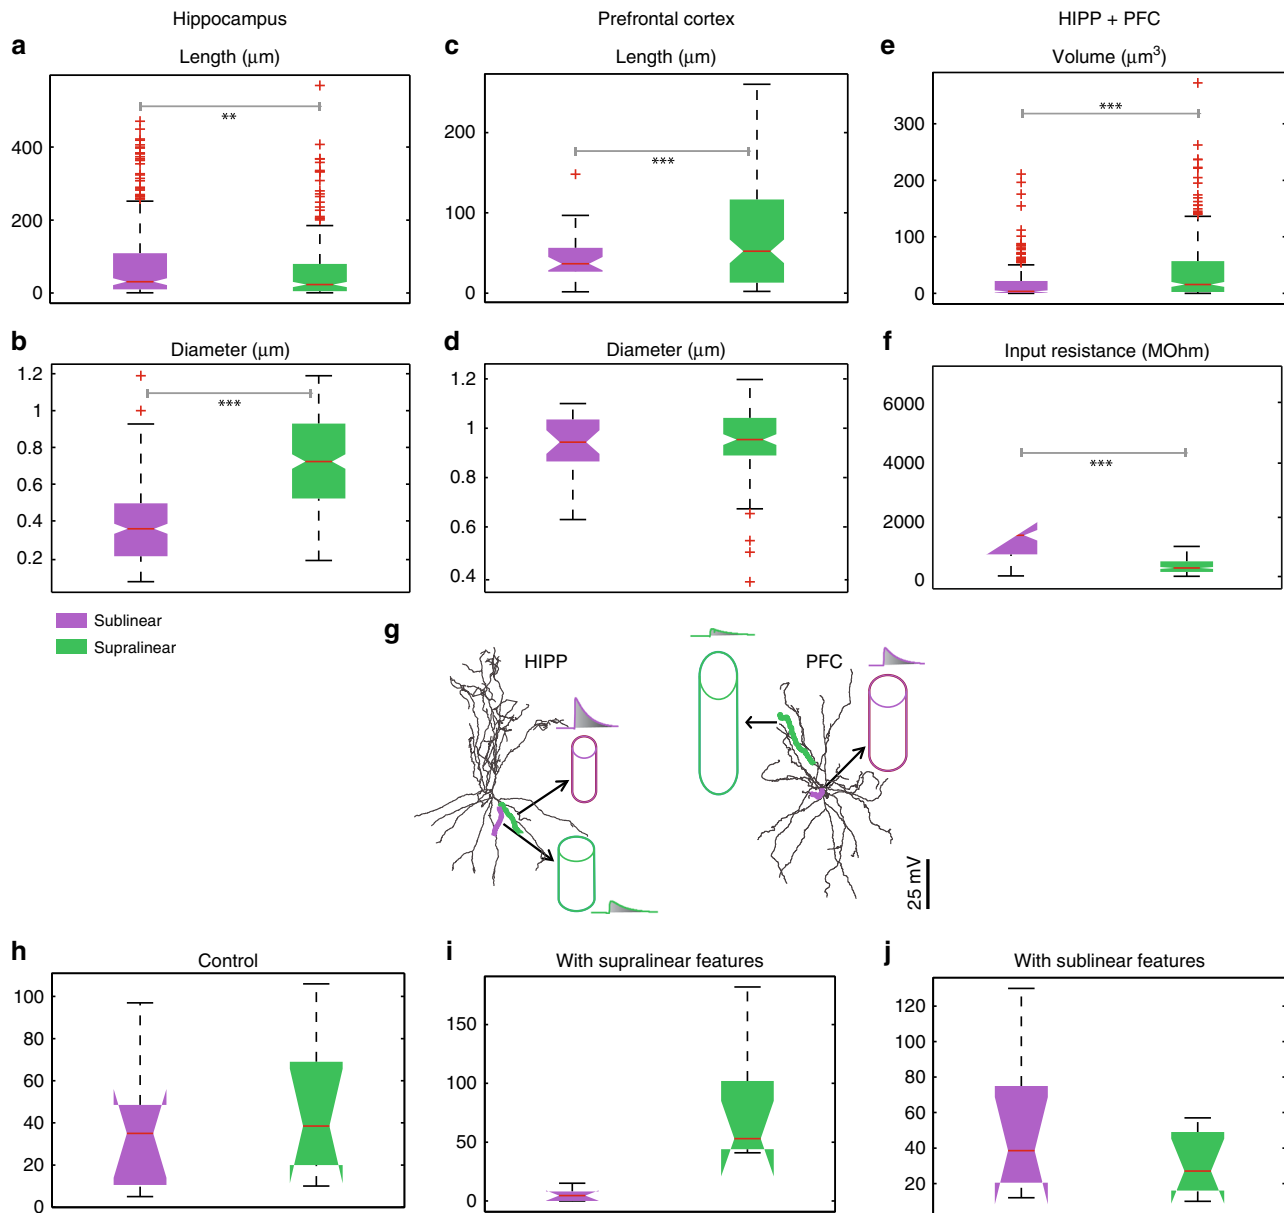 Hippocampus
Prefrontal cortex
HIPP + PFC
a
Length (μm)
400
200
0
**
c
Length (μm)
200
100
0
***
e
Volume (μm³)
300
200
100
0
***
b
Diameter (μm)
1.2
1
0.8
0.6
0.4
0.2
***
d
Diameter (μm)
1.2
1
0.8
0.6
0.4
f
Input resistance (MOhm)
6000
4000
2000
0
***
Sublinear
Supralinear
g
HIPP
PFC
25 mV
h
Control
100
80
60
40
20
0
i
With supralinear features
150
100
50
0
j
With sublinear features
120
100
80
60
40
20